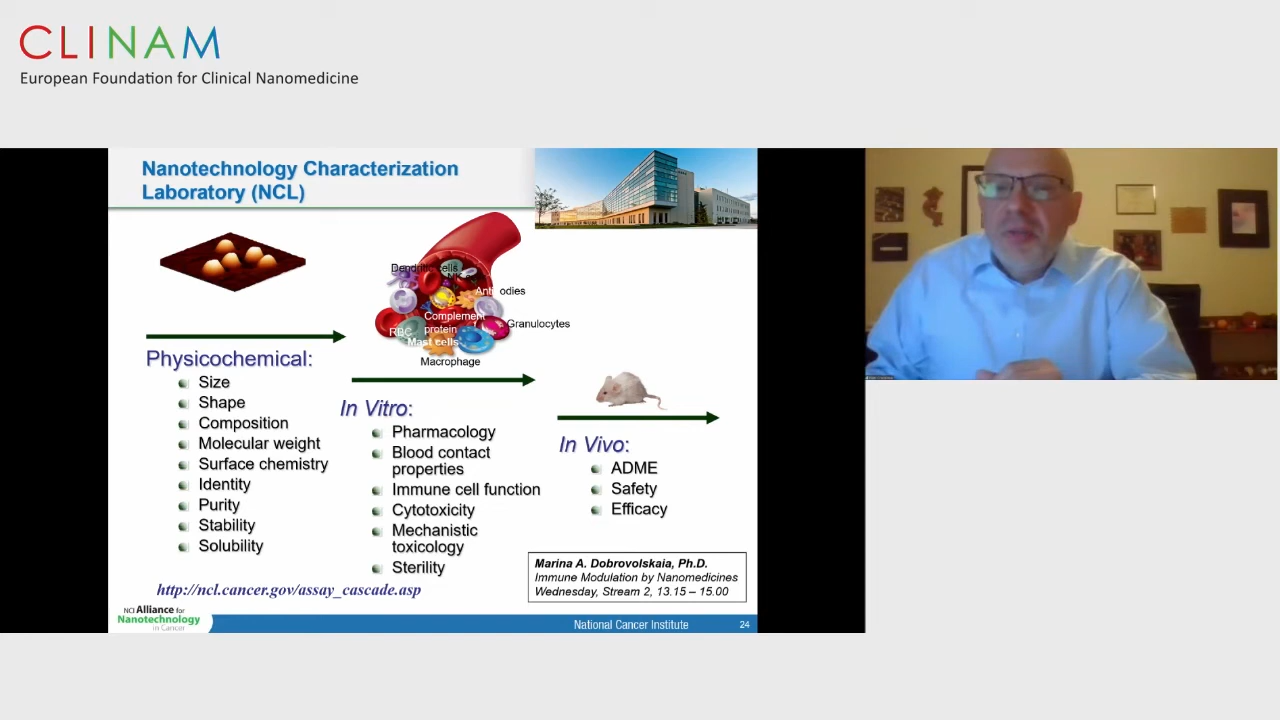 CLINAM
European Foundation for Clinical Nanomedicine
Nanotechnology Characterization
Laboratory (NCL)
Dendritic cells
NK
Antibodies
Complement
protein
RBC
Granulocytes
Mast cells
Macrophage
Physicochemical:
Size
Shape
Composition
Molecular weight
Surface chemistry
Identity
Purity
Stability
Solubility
In Vitro:
Pharmacology
Blood contact
properties
Immune cell function
Cytotoxicity
Mechanistic
toxicology
Sterility
In Vivo:
ADME
Safety
Efficacy
Marina A. Dobrovolskaia, Ph.D.
Immune Modulation by Nanomedicines
Wednesday, Stream 2, 13.15 – 15.00
http://ncl.cancer.gov/assay_cascade.asp
NCI Alliance for
Nanotechnology
in Cancer
National Cancer Institute
24